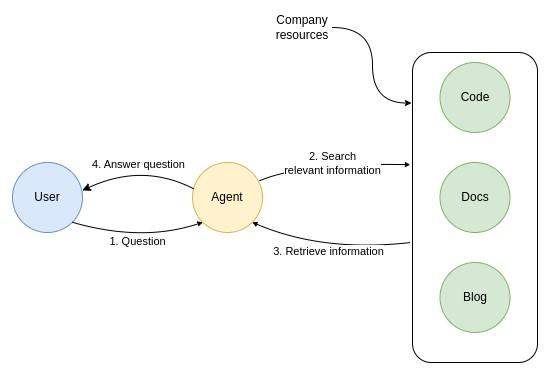 Company
resources
Code
4. Answer question
2. Search
relevant information
User
Agent
Docs
1. Question
3. Retrieve information
Blog